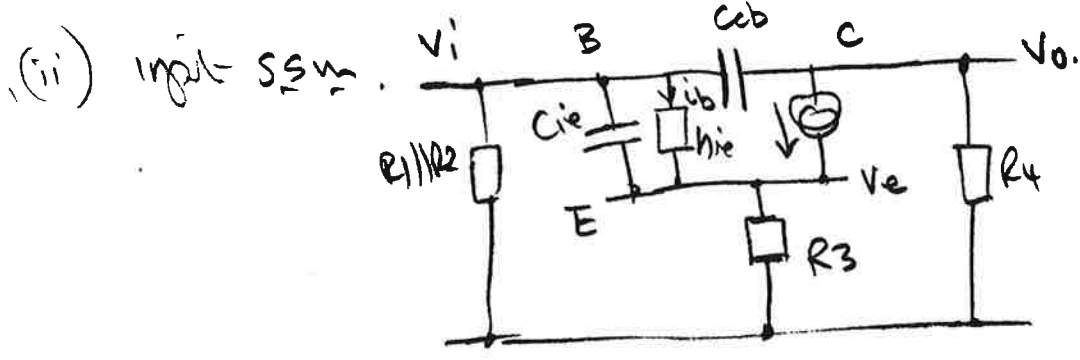 (ii) input ssm.
Vi
B
Ccb
C
Vo.
R1//R2
Cie
ib
hie
Ve
R4
E
R3